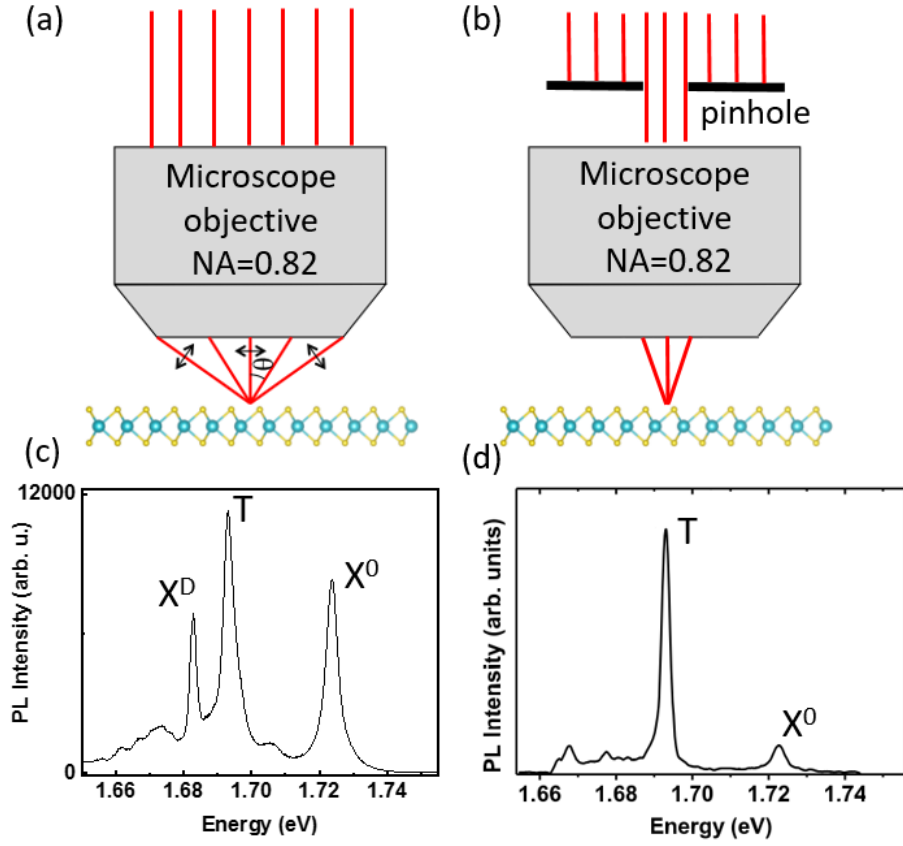 (a)
(b)
pinhole
Microscope
objective
NA=0.82
Microscope
objective
NA=0.82
θ
(c)
(d)
12000
T
X^D
X^0
PL Intensity (arb. u.)
0
1.66 1.68 1.70 1.72 1.74
Energy (eV)
T
X^0
PL Intensity (arb. units)
1.66 1.68 1.70 1.72 1.74
Energy (eV)